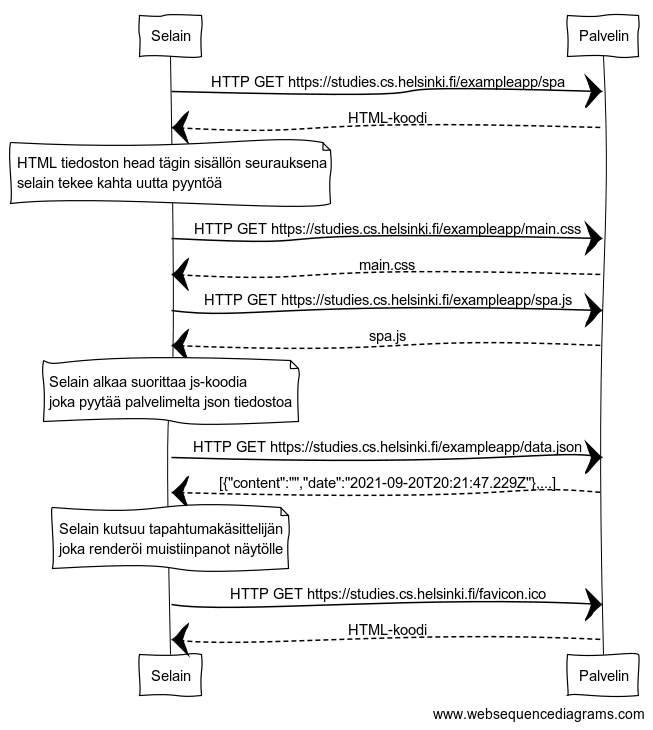 Selain
Palvelin
HTTP GET https://studies.cs.helsinki.fi/exampleapp/spa
HTML-koodi
HTML tiedoston head tägin sisällön seurauksena
selain tekee kahta uutta pyyntöä
HTTP GET https://studies.cs.helsinki.fi/exampleapp/main.css
main.css
HTTP GET https://studies.cs.helsinki.fi/exampleapp/spa.js
spa.js
Selain alkaa suorittaa js-koodia
joka pyytää palvelimelta json tiedostoa
HTTP GET https://studies.cs.helsinki.fi/exampleapp/data.json
[{"content":"","date":"2021-09-20T20:21:47.229Z"},...]
Selain kutsuu tapahtumakäsittelijän
joka renderöi muistiinpanot näytölle
HTTP GET https://studies.cs.helsinki.fi/favicon.ico
HTML-koodi
Selain
Palvelin
www.websequencediagrams.com